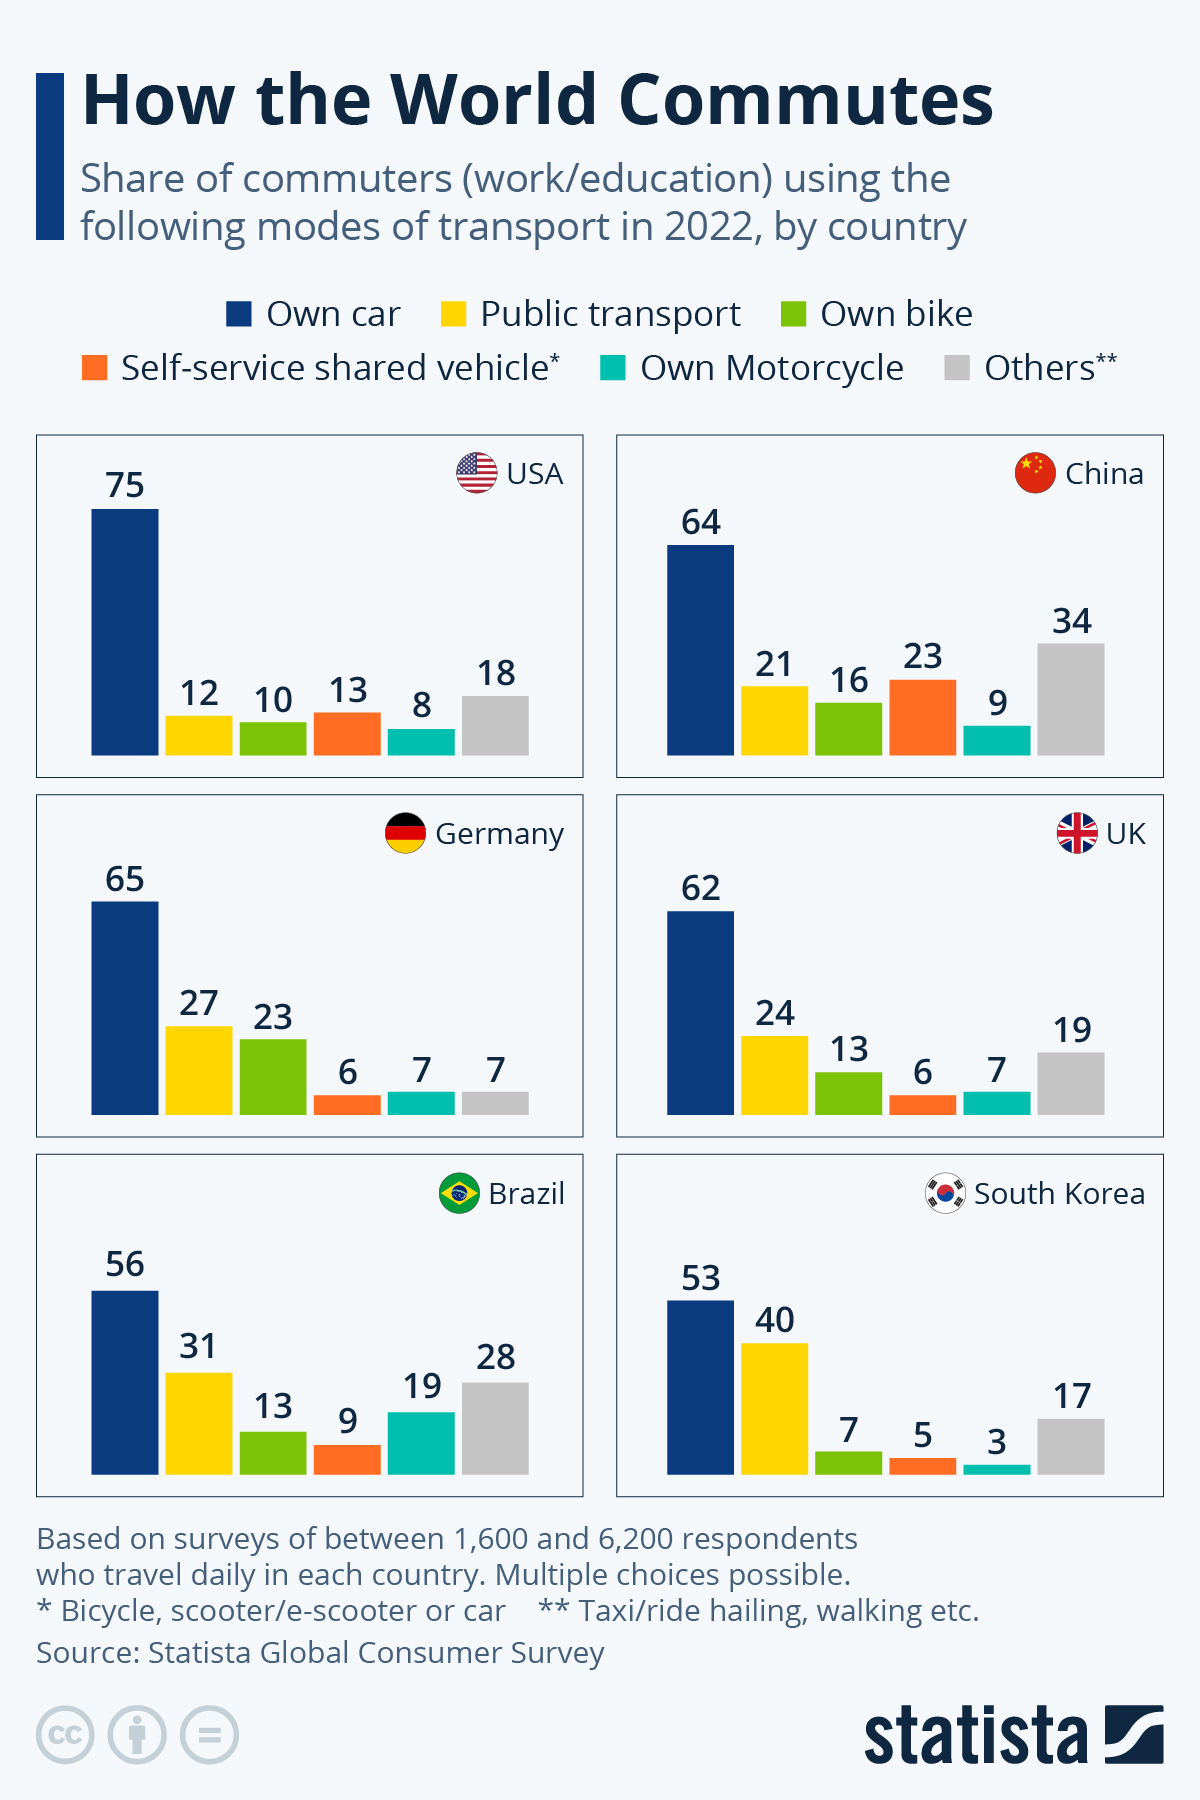 How the World Commutes
Share of commuters (work/education) using the
following modes of transport in 2022, by country
Own car Public transport Own bike
Self-service shared vehicle* Own Motorcycle Others**
USA
75
12
10
13
8
18
China
64
21
16
23
9
34
Germany
65
27
23
6
7
7
UK
62
24
13
6
7
19
Brazil
56
31
13
9
19
28
South Korea
53
40
7
5
3
17
Based on surveys of between 1,600 and 6,200 respondents
who travel daily in each country. Multiple choices possible.
* Bicycle, scooter/e-scooter or car ** Taxi/ride hailing, walking etc.
Source: Statista Global Consumer Survey
cc
statista